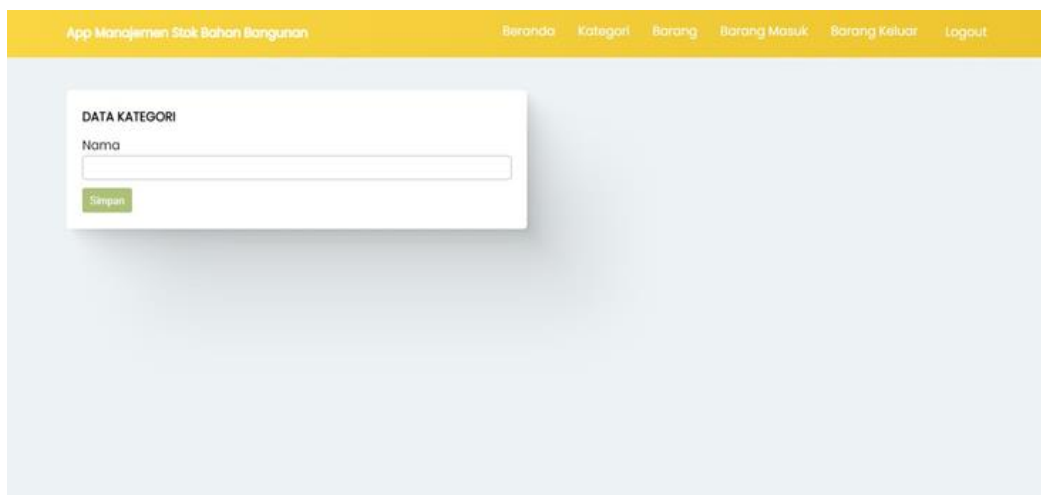 App Manajemen Stok Bahan Bangunan Beranda Kategori Barang Barang Masuk Barang Keluar Logout
DATA KATEGORI
Nama
Simpan